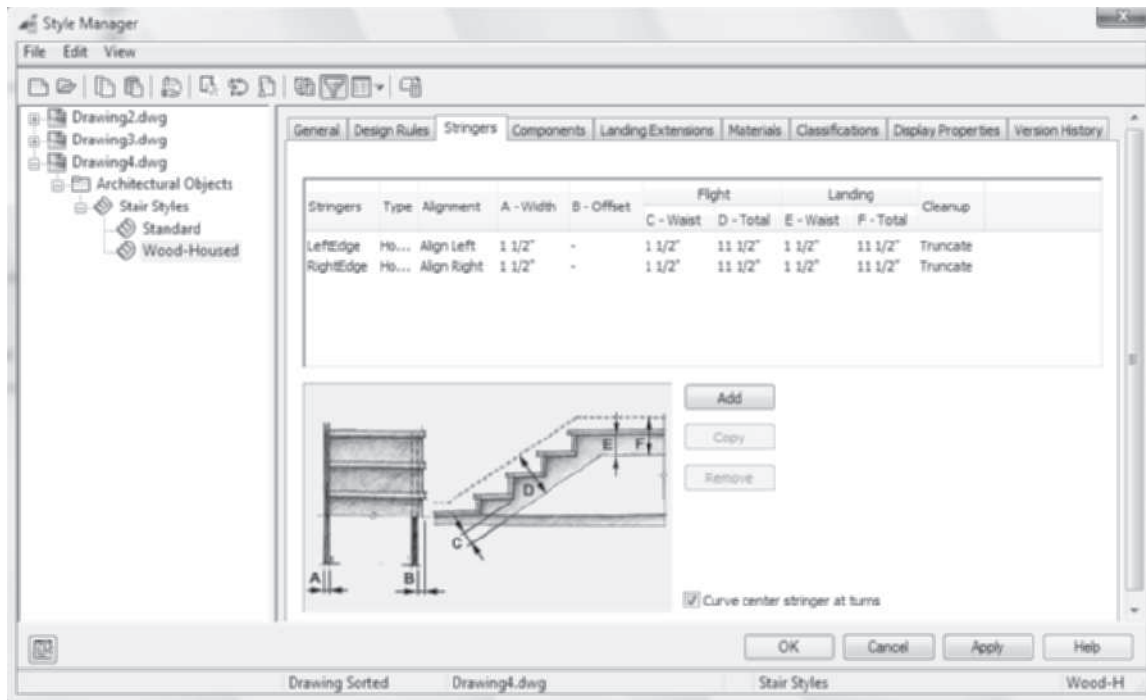 Style Manager
File Edit View
Drawing2.dwg
Drawing3.dwg
Drawing4.dwg
Architectural Objects
Stair Styles
Standard
Wood-Housed
General Design Rules Stringers Components Landing Extensions Materials Classifications Display Properties Version History
Flight Landing
Stringers Type Alignment A - Width B - Offset C - Waist D - Total E - Waist F - Total Cleanup
LeftEdge Ho... Align Left 1 1/2" - 1 1/2" 11 1/2" 1 1/2" 11 1/2" Truncate
RightEdge Ho... Align Right 1 1/2" - 1 1/2" 11 1/2" 1 1/2" 11 1/2" Truncate
Add
Copy
Remove
E F
D
C
A B
Curve center stringer at turns
OK Cancel Apply Help
Drawing Sorted Drawing4.dwg Stair Styles Wood-H